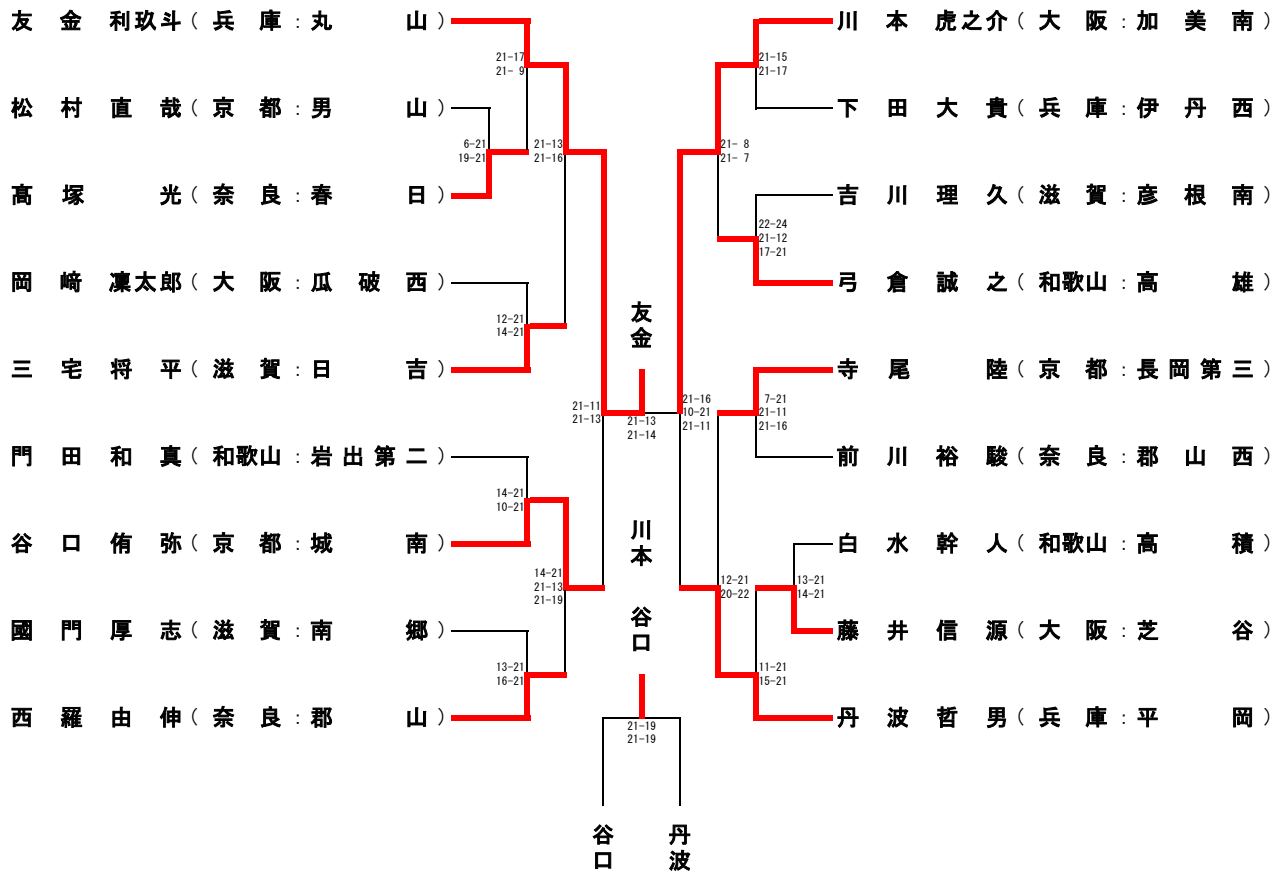 友金利玖斗（兵庫：丸山）
21-17
21- 9
松村直哉（京都：男山）
6-21
19-21
21-13
21-16
髙塚光（奈良：春日）
岡﨑凜太郎（大阪：瓜破西）
12-21
14-21
三宅将平（滋賀：日吉）
21-11
21-13
門田和真（和歌山：岩出第二）
14-21
10-21
谷口侑弥（京都：城南）
14-21
21-13
21-19
國門厚志（滋賀：南郷）
13-21
16-21
西羅由伸（奈良：郡山）
友金
21-13
21-14
川本
谷口
21-19
21-19
谷口
丹波
川本虎之介（大阪：加美南）
21-15
21-17
下田大貴（兵庫：伊丹西）
21- 8
21- 7
吉川理久（滋賀：彦根南）
22-24
21-12
17-21
弓倉誠之（和歌山：高雄）
寺尾陸（京都：長岡第三）
21-16
10-21
21-11
7-21
21-11
21-16
前川裕駿（奈良：郡山西）
白水幹人（和歌山：高積）
12-21
20-22
13-21
14-21
藤井信源（大阪：芝谷）
11-21
15-21
丹波哲男（兵庫：平岡）